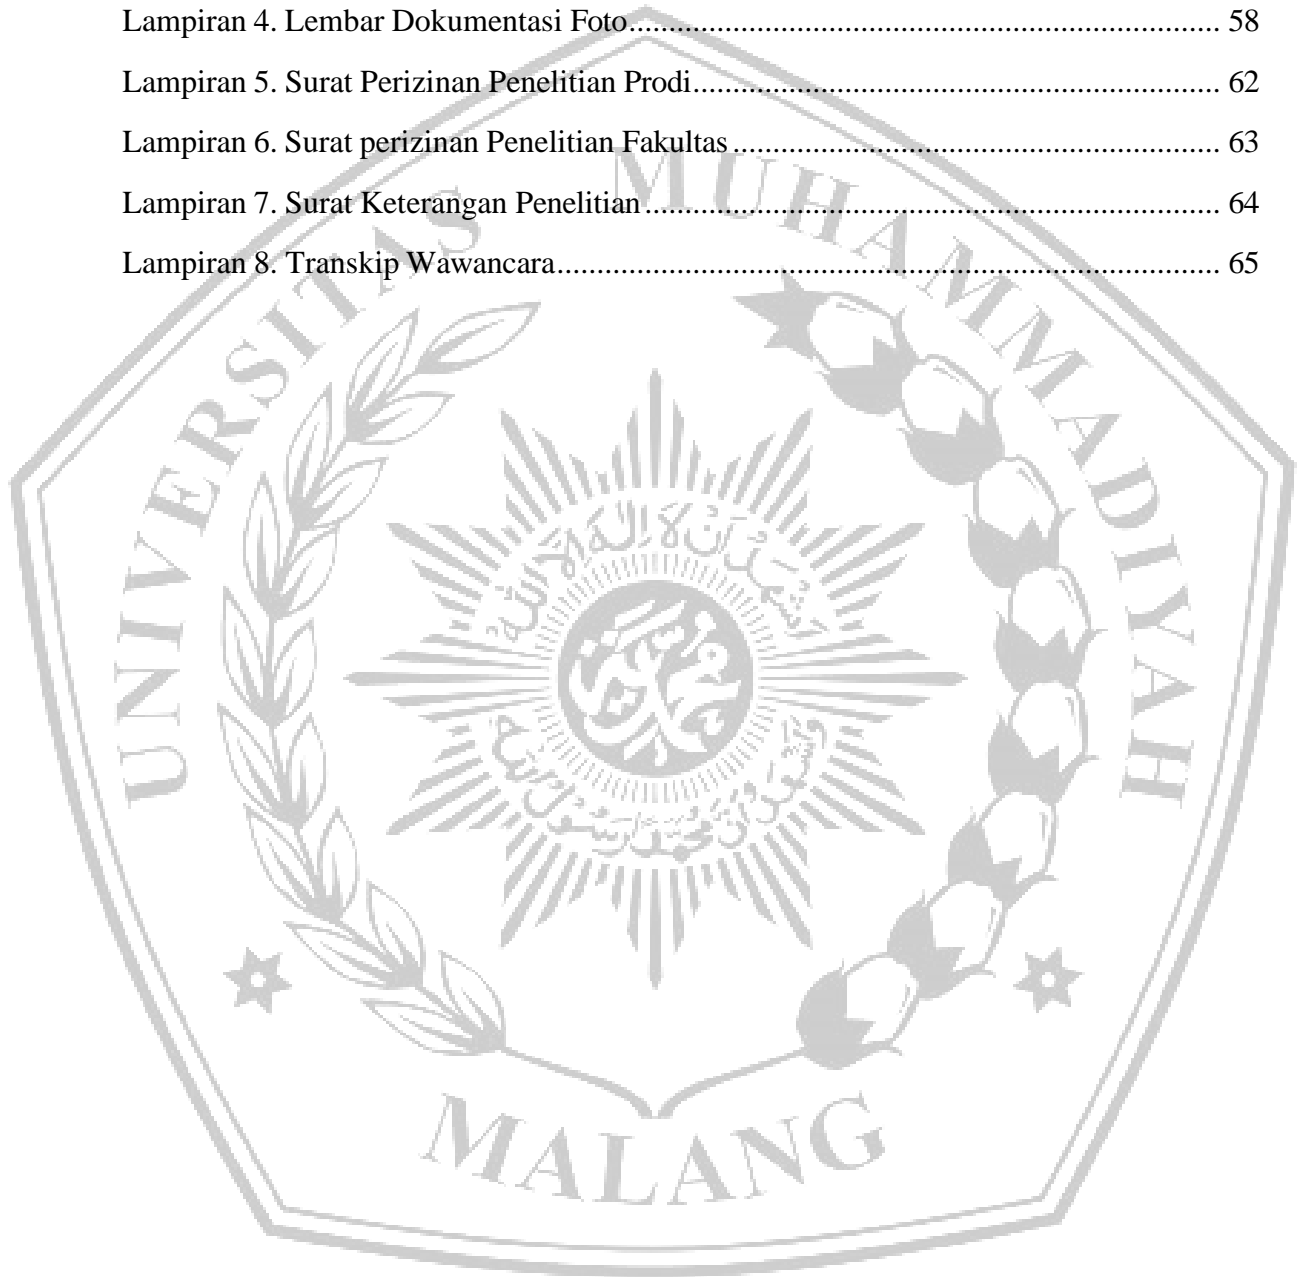 Lampiran 4. Lembar Dokumentasi Foto.......................................................................... 58
Lampiran 5. Surat Perizinan Penelitian Prodi.................................................................. 62
Lampiran 6. Surat perizinan Penelitian Fakultas............................................................. 63
Lampiran 7. Surat Keterangan Penelitian........................................................................ 64
Lampiran 8. Transkip Wawancara................................................................................... 65
UNIVERSITAS MUHAMMADIYAH
MALANG